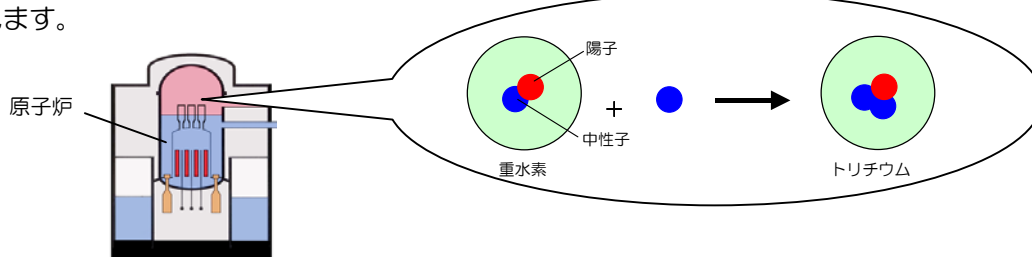 ます。
原子炉
陽子
+
中性子
重水素
トリチウム